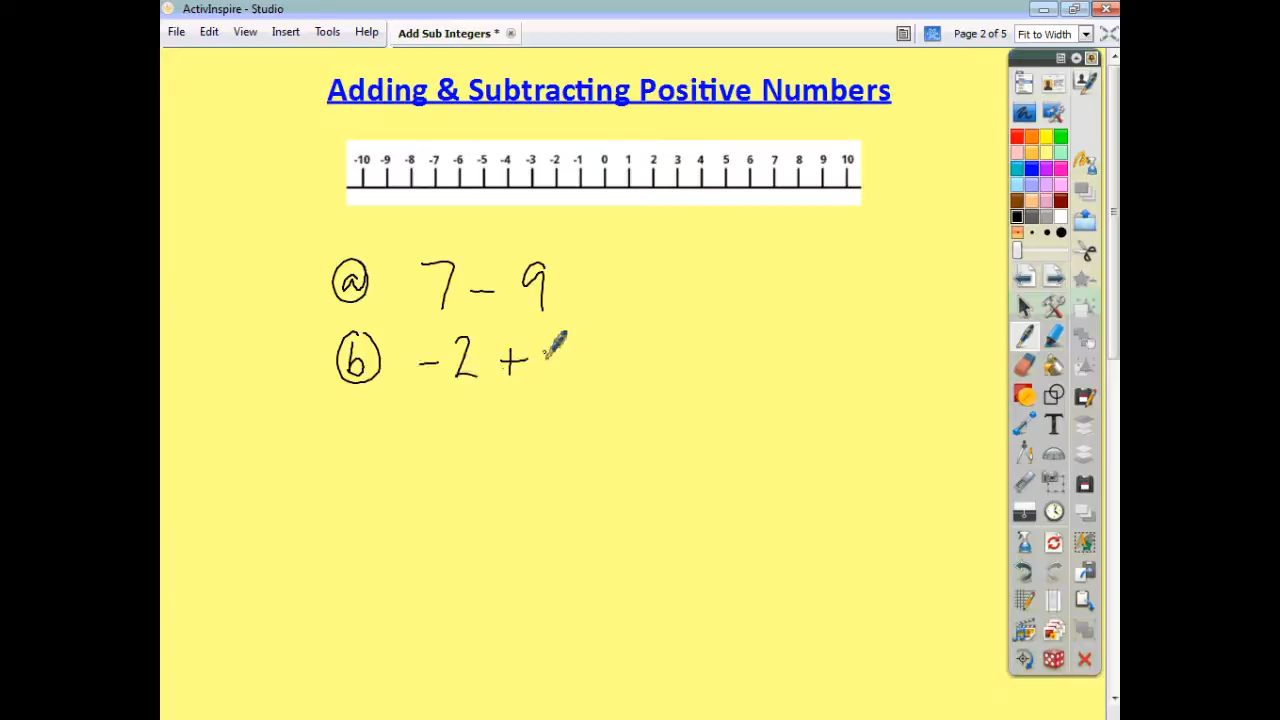 ActivInspire - Studio
File Edit View Insert Tools Help Add Sub Integers * Page 2 of 5 Fit to Width
Adding & Subtracting Positive Numbers
-10 -9 -8 -7 -6 -5 -4 -3 -2 -1 0 1 2 3 4 5 6 7 8 9 10
a 7 - 9
b -2 +